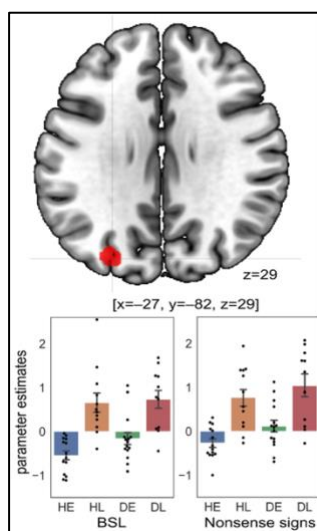 z=29
[x=–27, y=–82, z=29]
parameter estimates
2
1
0
−1
HE HL DE DL
BSL
2
1
0
−1
HE HL DE DL
Nonsense signs